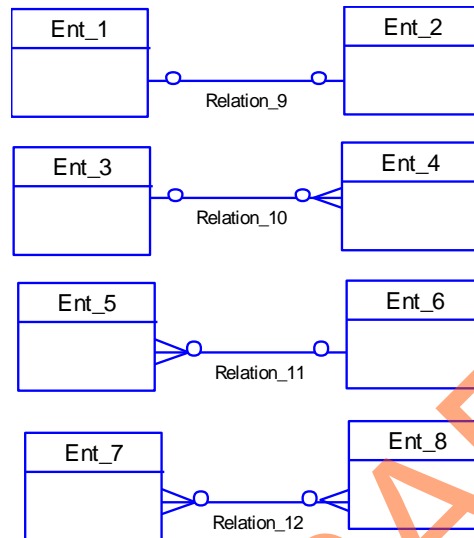 Ent_1
Ent_2
Relation_9
Ent_3
Ent_4
Relation_10
Ent_5
Ent_6
Relation_11
Ent_7
Ent_8
Relation_12